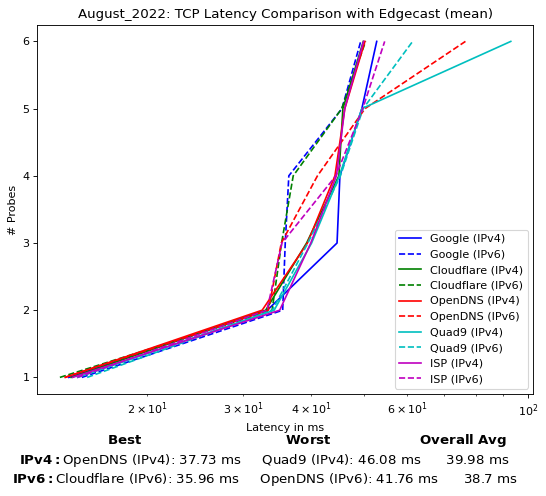 August_2022: TCP Latency Comparison with Edgecast (mean)
6
5
4
3
2
1
# Probes
Google (IPv4)
Google (IPv6)
Cloudflare (IPv4)
Cloudflare (IPv6)
OpenDNS (IPv4)
OpenDNS (IPv6)
Quad9 (IPv4)
Quad9 (IPv6)
ISP (IPv4)
ISP (IPv6)
2 × 10¹ 3 × 10¹ 4 × 10¹ 6 × 10¹ 10²
Latency in ms
Best Worst Overall Avg
IPv4: OpenDNS (IPv4): 37.73 ms Quad9 (IPv4): 46.08 ms 39.98 ms
IPv6: Cloudflare (IPv6): 35.96 ms OpenDNS (IPv6): 41.76 ms 38.7 ms